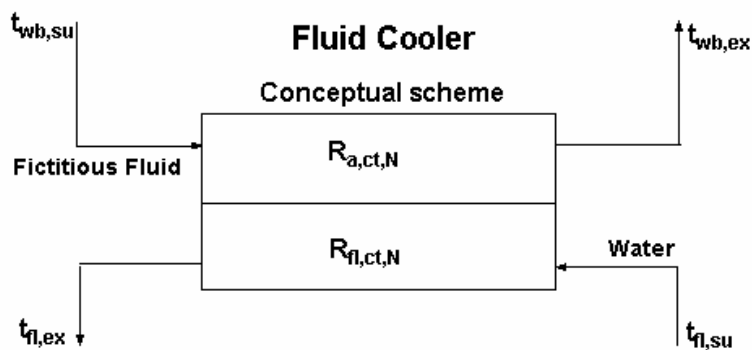 t_wb,su
Fluid Cooler
t_wb,ex
Conceptual scheme
R_a,ct,N
Fictitious Fluid
R_fl,ct,N
Water
t_fl,ex
t_fl,su